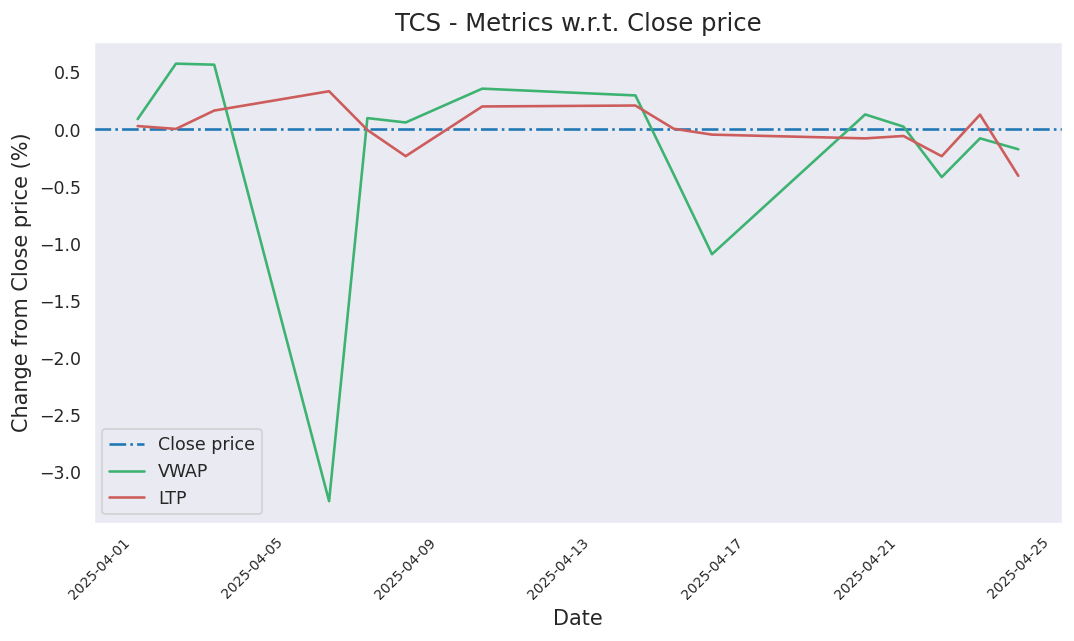 TCS - Metrics w.r.t. Close price
Change from Close price (%)
0.5
0.0
−0.5
−1.0
−1.5
−2.0
−2.5
−3.0
Close price
VWAP
LTP
2025-04-01
2025-04-05
2025-04-09
2025-04-13
2025-04-17
2025-04-21
2025-04-25
Date